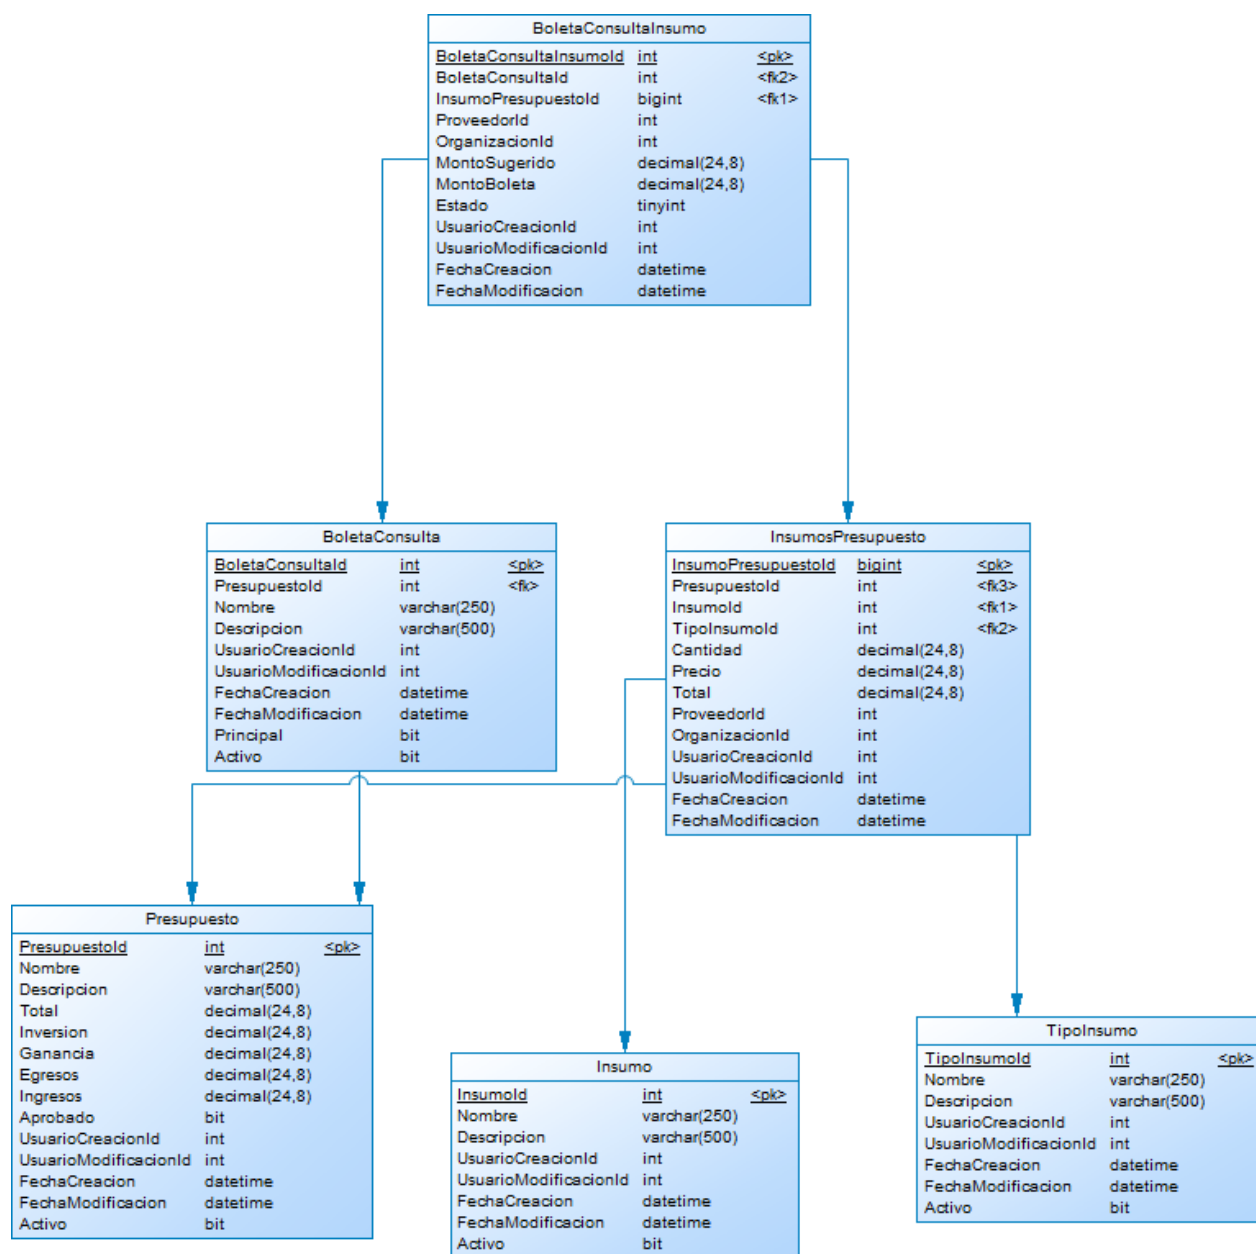 BoletaConsultaInsumo
BoletaConsultaInsumoId int <pk>
BoletaConsultaId int <fk2>
InsumoPresupuestoId bigint <fk1>
ProveedorId int
OrganizacionId int
MontoSugerido decimal(24,8)
MontoBoleta decimal(24,8)
Estado tinyint
UsuarioCreacionId int
UsuarioModificacionId int
FechaCreacion datetime
FechaModificacion datetime
BoletaConsulta
BoletaConsultaId int <pk>
PresupuestoId int <fk>
Nombre varchar(250)
Descripcion varchar(500)
UsuarioCreacionId int
UsuarioModificacionId int
FechaCreacion datetime
FechaModificacion datetime
Principal bit
Activo bit
InsumosPresupuesto
InsumoPresupuestoId bigint <pk>
PresupuestoId int <fk3>
InsumoId int <fk1>
TipoInsumoId int <fk2>
Cantidad decimal(24,8)
Precio decimal(24,8)
Total decimal(24,8)
ProveedorId int
OrganizacionId int
UsuarioCreacionId int
UsuarioModificacionId int
FechaCreacion datetime
FechaModificacion datetime
Presupuesto
PresupuestoId int <pk>
Nombre varchar(250)
Descripcion varchar(500)
Total decimal(24,8)
Inversion decimal(24,8)
Ganancia decimal(24,8)
Egresos decimal(24,8)
Ingresos decimal(24,8)
Aprobado bit
UsuarioCreacionId int
UsuarioModificacionId int
FechaCreacion datetime
FechaModificacion datetime
Activo bit
Insumo
InsumoId int <pk>
Nombre varchar(250)
Descripcion varchar(500)
UsuarioCreacionId int
UsuarioModificacionId int
FechaCreacion datetime
FechaModificacion datetime
Activo bit
TipoInsumo
TipoInsumoId int <pk>
Nombre varchar(250)
Descripcion varchar(500)
UsuarioCreacionId int
UsuarioModificacionId int
FechaCreacion datetime
FechaModificacion datetime
Activo bit